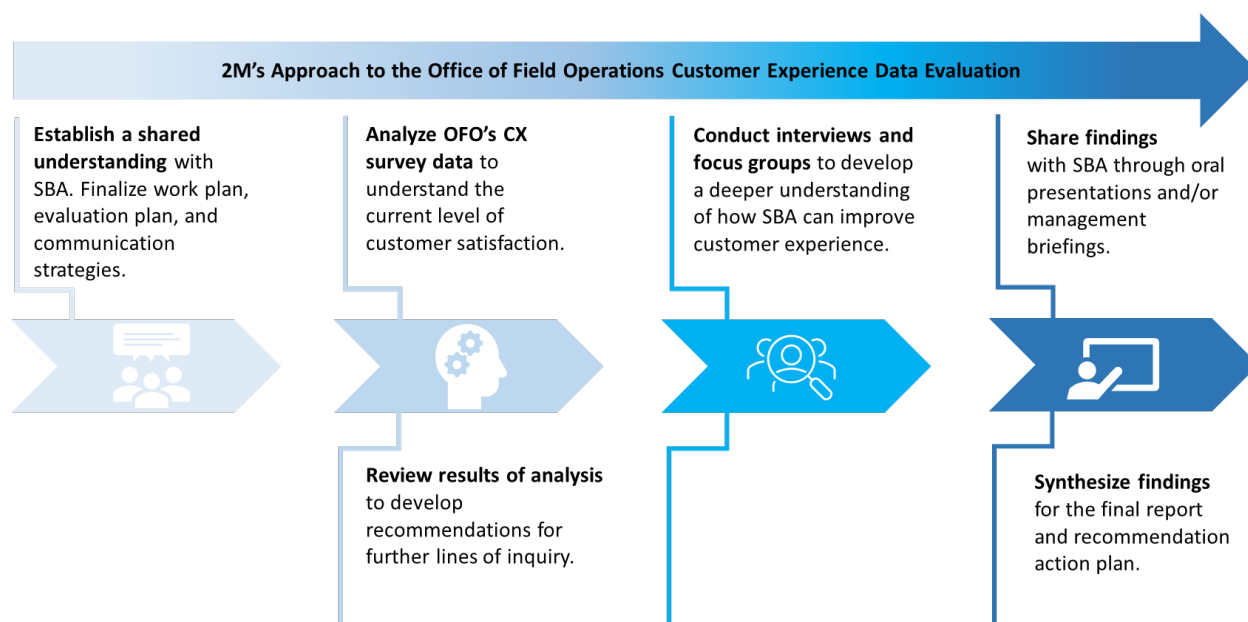 2M's Approach to the Office of Field Operations Customer Experience Data Evaluation
Establish a shared
understanding with
SBA. Finalize work plan,
evaluation plan, and
communication
strategies.
Analyze OFO's CX
survey data to
understand the
current level of
customer satisfaction.
Conduct interviews and
focus groups to develop
a deeper understanding
of how SBA can improve
customer experience.
Share findings
with SBA through oral
presentations and/or
management
briefings.
Review results of analysis
to develop
recommendations for
further lines of inquiry.
Synthesize findings
for the final report
and recommendation
action plan.